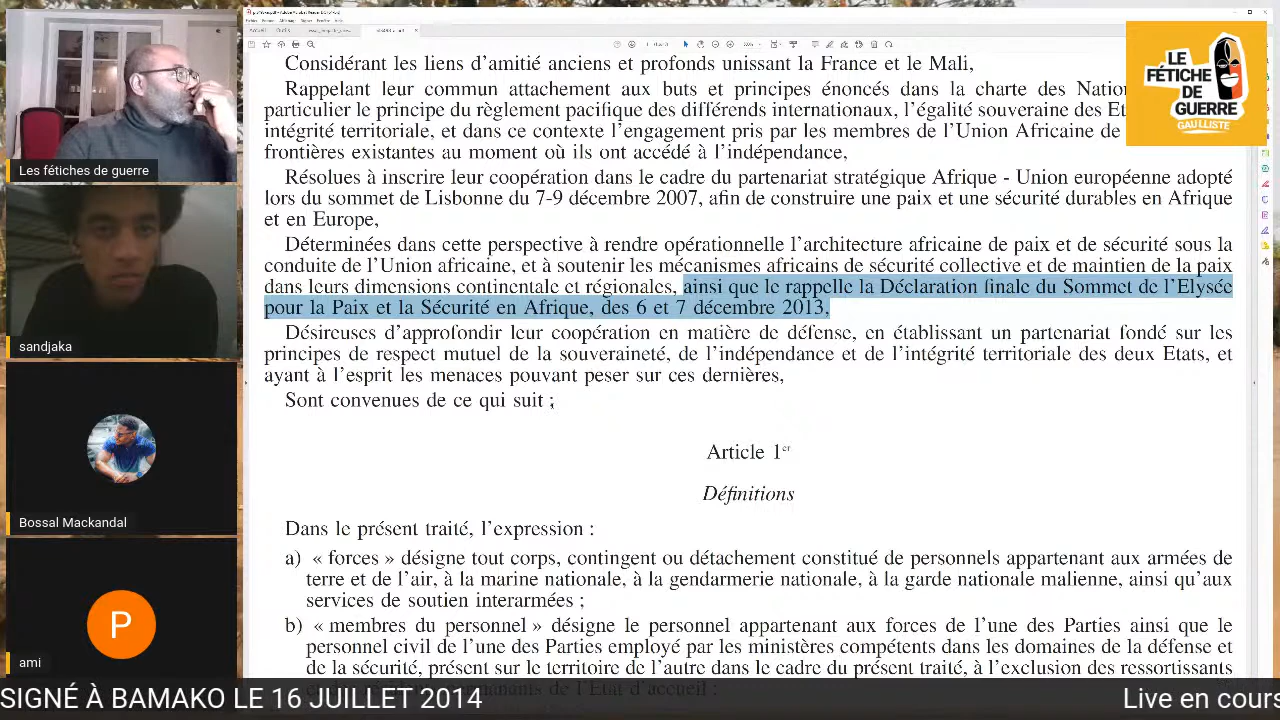 Accueil
Considérant les liens d'amitié anciens et profonds unissant la France et le Mali,
Rappelant leur commun attachement aux buts et principes énoncés dans la charte des
particulier le principe du règlement pacifique des différends internationaux, l'égalité souveraine des
intégrité territoriale, et dans ce contexte l'engagement pris par les membres de l'Union Africaine de
frontières existantes au moment où ils ont accédé à l'indépendance,
Résolues à inscrire leur coopération dans le cadre du partenariat stratégique Afrique - Union européenne adopté
lors du sommet de Lisbonne du 7-9 décembre 2007, afin de construire une paix et une sécurité durables en Afrique
et en Europe,
Déterminées dans cette perspective à rendre opérationnelle l'architecture africaine de paix et de sécurité sous la
conduite de l'Union africaine, et à soutenir les mécanismes africains de sécurité collective et de maintien de la paix
dans leurs dimensions continentale et régionales, ainsi que le rappelle la Déclaration finale du Sommet de l'Elysée
pour la Paix et la Sécurité en Afrique, des 6 et 7 décembre 2013,
Désireuses d'approfondir leur coopération en matière de défense, en établissant un partenariat fondé sur les
principes de respect mutuel de la souveraineté, de l'indépendance et de l'intégrité territoriale des deux Etats, et
ayant à l'esprit les menaces pouvant peser sur ces dernières,
Sont convenues de ce qui suit ;
Article 1er
Définitions
Dans le présent traité, l'expression :
a) « forces » désigne tout corps, contingent ou détachement constitué de personnels appartenant aux armées de
terre et de l'air, à la marine nationale, à la gendarmerie nationale, à la garde nationale malienne, ainsi qu'aux
services de soutien interarmées ;
b) « membres du personnel » désigne le personnel appartenant aux forces de l'une des Parties ainsi que le
personnel civil de l'une des Parties employé par les ministères compétents dans les domaines de la défense et
de la sécurité, présent sur le territoire de l'autre dans le cadre du présent traité, à l'exclusion des ressortissants
de l'Etat d'accueil ;
LE
FÉTICHE
DE
GUERRE
GAULLISTE
Les fétiches de guerre
sandjaka
Bossal Mackandal
P
ami
SIGNÉ À BAMAKO LE 16 JUILLET 2014
Live en cours